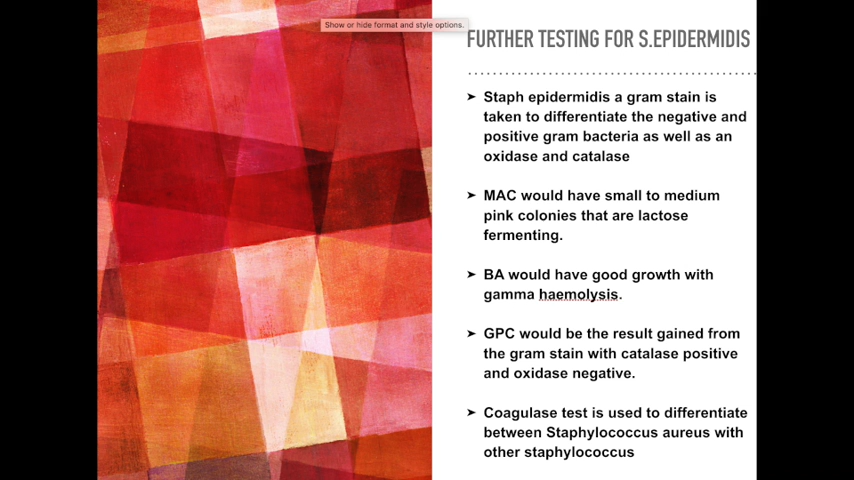 Show or hide format and style options.
FURTHER TESTING FOR S.EPIDERMIDIS
➤ Staph epidermidis a gram stain is
taken to differentiate the negative and
positive gram bacteria as well as an
oxidase and catalase
➤ MAC would have small to medium
pink colonies that are lactose
fermenting.
➤ BA would have good growth with
gamma haemolysis.
➤ GPC would be the result gained from
the gram stain with catalase positive
and oxidase negative.
➤ Coagulase test is used to differentiate
between Staphylococcus aureus with
other staphylococcus